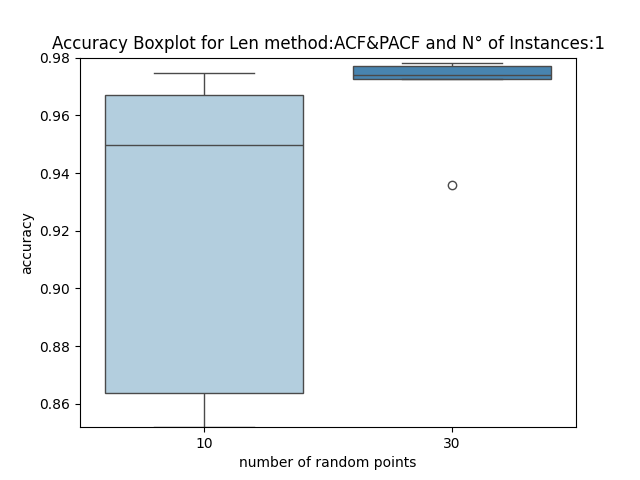 Accuracy Boxplot for Len method:ACF&PACF and N° of Instances:1
0.98
0.96
0.94
0.92
0.90
0.88
0.86
accuracy
10 30
number of random points